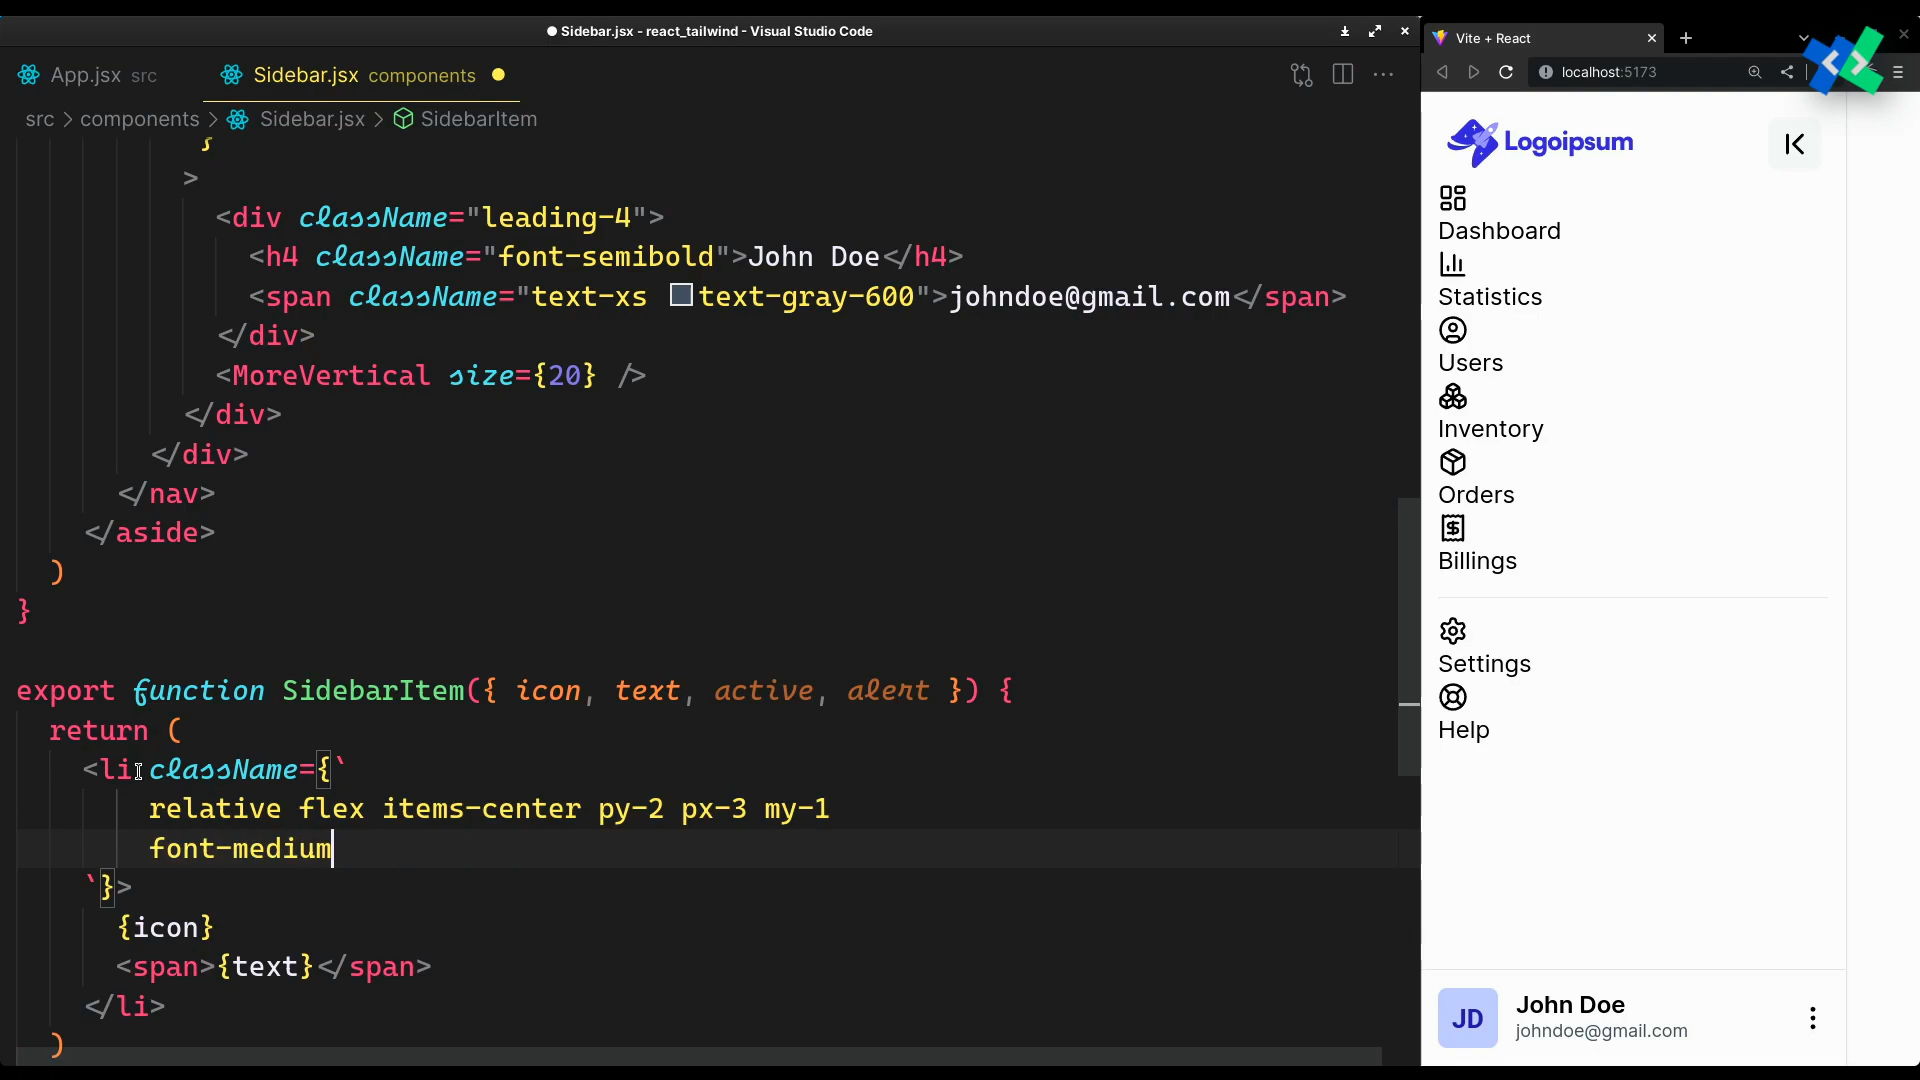 Sidebar.jsx - react_tailwind - Visual Studio Code
App.jsx src
Sidebar.jsx components
src > components > Sidebar.jsx > SidebarItem
>
<div className="leading-4">
<h4 className="font-semibold">John Doe</h4>
<span className="text-xs text-gray-600">johndoe@gmail.com</span>
</div>
<MoreVertical size={20} />
</div>
</div>
</nav>
</aside>
)
}
export function SidebarItem({ icon, text, active, alert }) {
return (
<li className={`
relative flex items-center py-2 px-3 my-1
font-medium
`}>
{icon}
<span>{text}</span>
</li>
)
Vite + React
localhost:5173
Logoipsum
Dashboard
Statistics
Users
Inventory
Orders
Billings
Settings
Help
JD
John Doe
johndoe@gmail.com